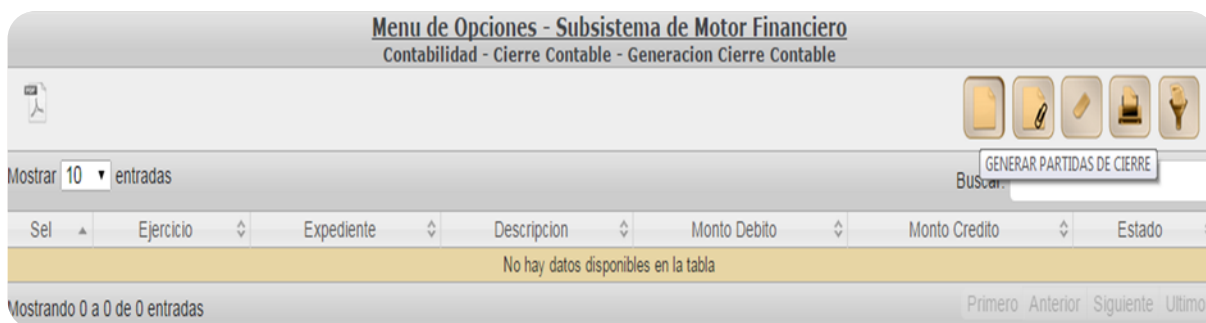 Menu de Opciones - Subsistema de Motor Financiero
Contabilidad - Cierre Contable - Generacion Cierre Contable
PDF
GENERAR PARTIDAS DE CIERRE
Mostrar 10 entradas
Buscar:
Sel Ejercicio Expediente Descripcion Monto Debito Monto Credito Estado
No hay datos disponibles en la tabla
Mostrando 0 a 0 de 0 entradas
Primero Anterior Siguiente Ultimo